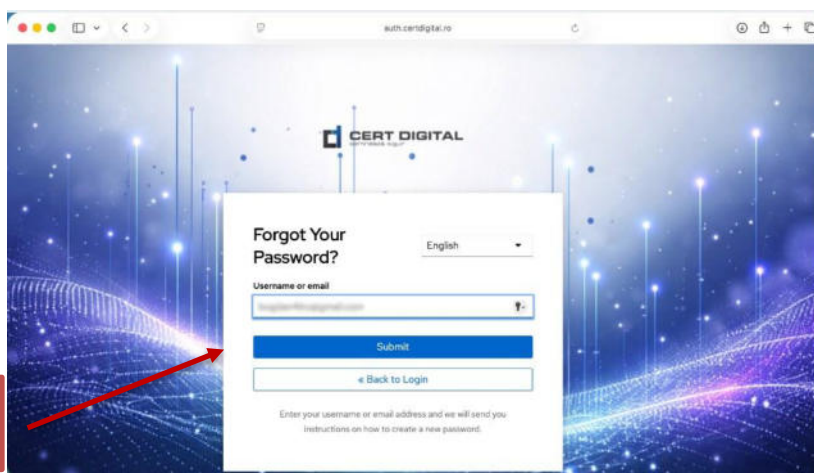 auth.certdigital.ro
CERT DIGITAL
Forgot Your
Password?
English
Username or email
Submit
« Back to Login
Enter your username or email address and we will send you
instructions on how to create a new password.